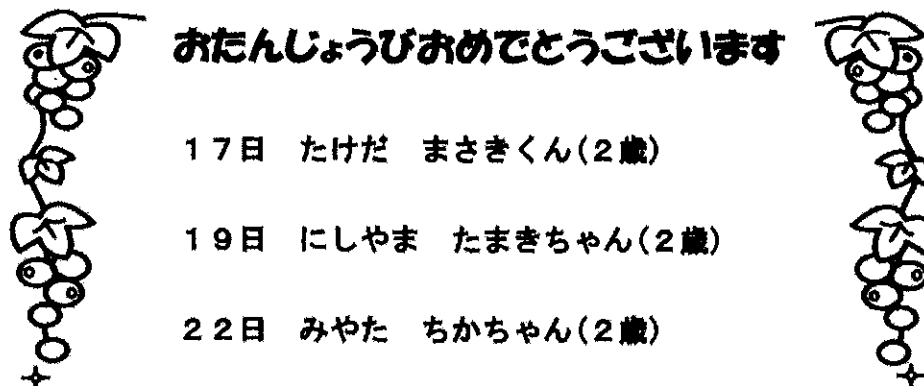 おたんじょうびおめでとうございます
17日　たけだ　まさきくん(2歳)
19日　にしやま　たまきちゃん(2歳)
22日　みやた　ちかちゃん(2歳)